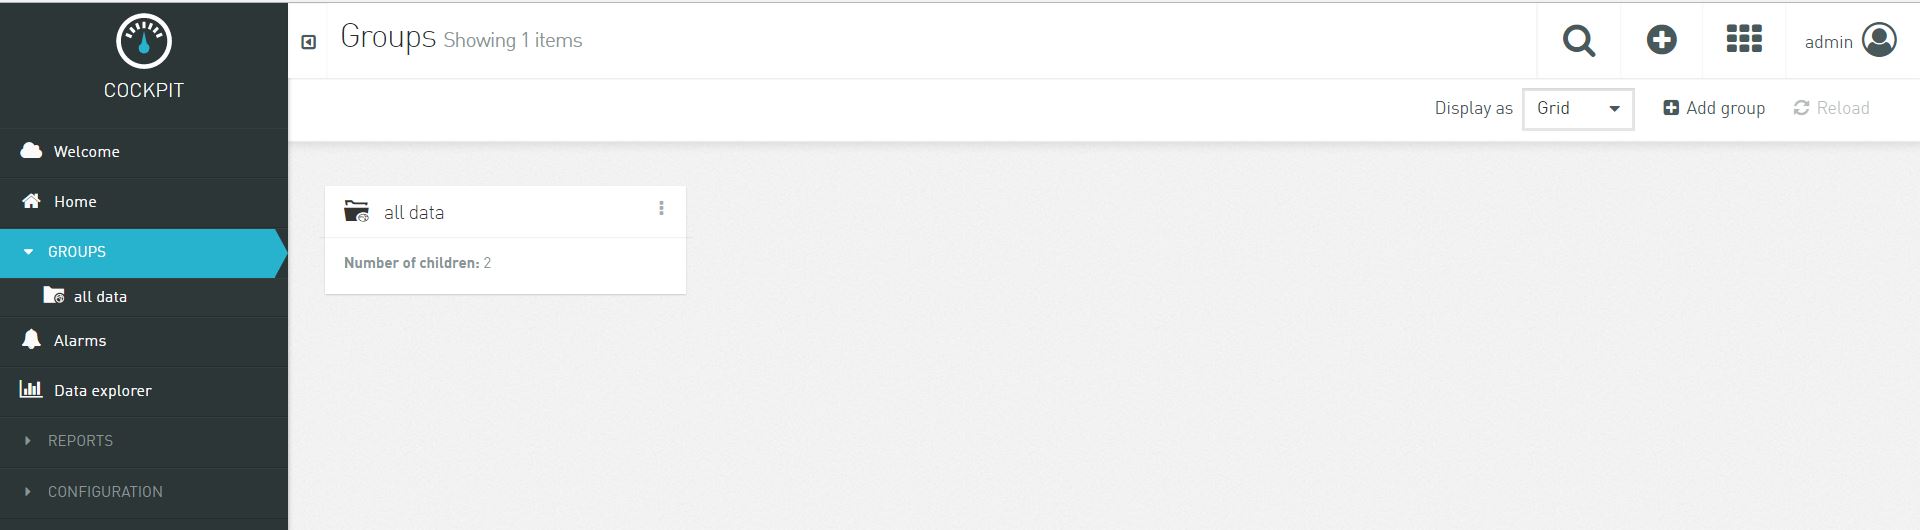 COCKPIT
Welcome
Home
GROUPS
all data
Alarms
Data explorer
REPORTS
CONFIGURATION
Groups Showing 1 items
admin
Display as Grid Add group Reload
all data
Number of children: 2